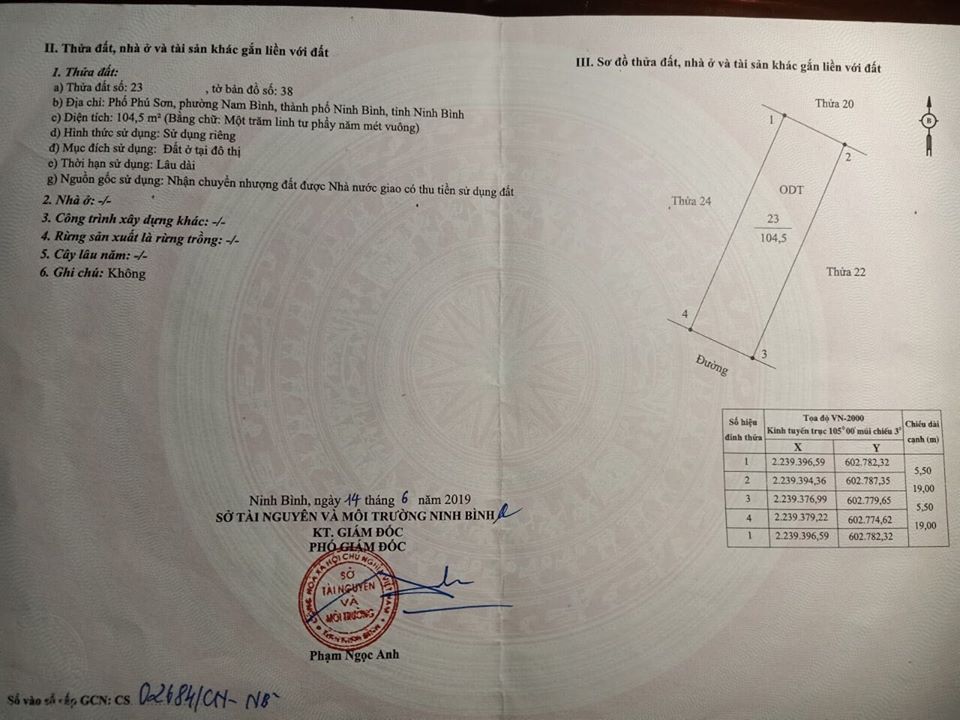 II. Thửa đất, nhà ở và tài sản khác gắn liền với đất
1. Thửa đất:
a) Thửa đất số: 23 , tờ bản đồ số: 38
b) Địa chỉ: Phố Phú Sơn, phường Nam Bình, thành phố Ninh Bình, tỉnh Ninh Bình
c) Diện tích: 104,5 m² (Bằng chữ: Một trăm linh tư phẩy năm mét vuông)
d) Hình thức sử dụng: Sử dụng riêng
đ) Mục đích sử dụng: Đất ở tại đô thị
e) Thời hạn sử dụng: Lâu dài
g) Nguồn gốc sử dụng: Nhận chuyển nhượng đất được Nhà nước giao có thu tiền sử dụng đất
2. Nhà ở: -/-
3. Công trình xây dựng khác: -/-
4. Rừng sản xuất là rừng trồng: -/-
5. Cây lâu năm: -/-
6. Ghi chú: Không
Ninh Bình, ngày 14 tháng 6 năm 2019
SỞ TÀI NGUYÊN VÀ MÔI TRƯỜNG NINH BÌNH
KT. GIÁM ĐỐC
PHÓ GIÁM ĐỐC
CỘNG HÒA XÃ HỘI CHỦ NGHĨA VIỆT NAM
SỞ
TÀI NGUYÊN
VÀ
MÔI TRƯỜNG
Phạm Ngọc Anh
Số vào sổ cấp GCN: CS 02684/CN- NB
III. Sơ đồ thửa đất, nhà ở và tài sản khác gắn liền với đất
Thửa 20
B
1
2
ODT
Thửa 24
23
104,5
Thửa 22
4
3
Đường
Số hiệu đỉnh thửa
Tọa độ VN-2000
Kinh tuyến trục 105°00' múi chiếu 3°
Chiều dài cạnh (m)
X Y
1 2.239.396,59 602.782,32
5,50
2 2.239.394,36 602.787,35
19,00
3 2.239.376,99 602.779,65
5,50
4 2.239.379,22 602.774,62
19,00
1 2.239.396,59 602.782,32